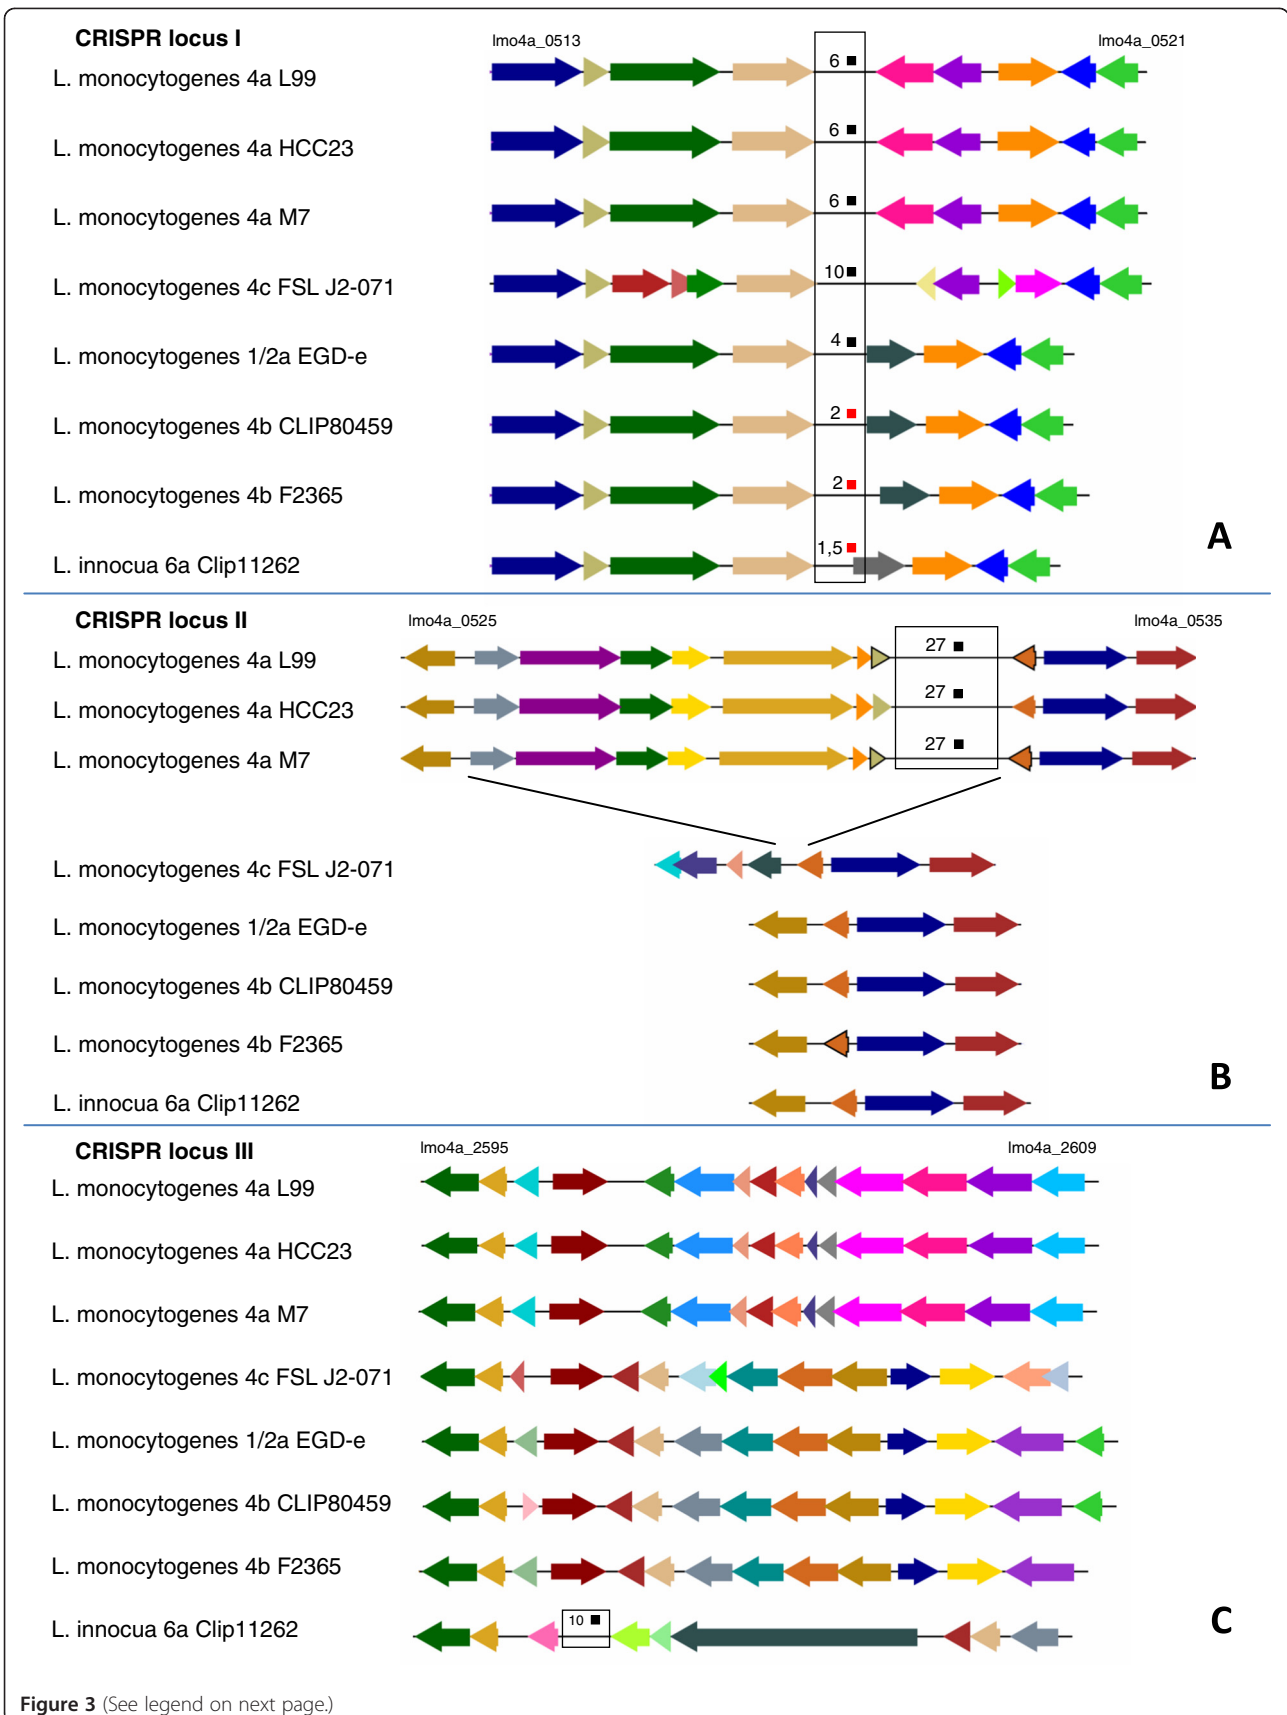 CRISPR locus I
lmo4a_0513
lmo4a_0521
L. monocytogenes 4a L99
6
L. monocytogenes 4a HCC23
6
L. monocytogenes 4a M7
6
L. monocytogenes 4c FSL J2-071
10
L. monocytogenes 1/2a EGD-e
4
L. monocytogenes 4b CLIP80459
2
L. monocytogenes 4b F2365
2
L. innocua 6a Clip11262
1,5
A
CRISPR locus II
lmo4a_0525
lmo4a_0535
L. monocytogenes 4a L99
27
L. monocytogenes 4a HCC23
27
L. monocytogenes 4a M7
27
L. monocytogenes 4c FSL J2-071
L. monocytogenes 1/2a EGD-e
L. monocytogenes 4b CLIP80459
L. monocytogenes 4b F2365
L. innocua 6a Clip11262
B
CRISPR locus III
lmo4a_2595
lmo4a_2609
L. monocytogenes 4a L99
L. monocytogenes 4a HCC23
L. monocytogenes 4a M7
L. monocytogenes 4c FSL J2-071
L. monocytogenes 1/2a EGD-e
L. monocytogenes 4b CLIP80459
L. monocytogenes 4b F2365
L. innocua 6a Clip11262
10
C
Figure 3 (See legend on next page.)